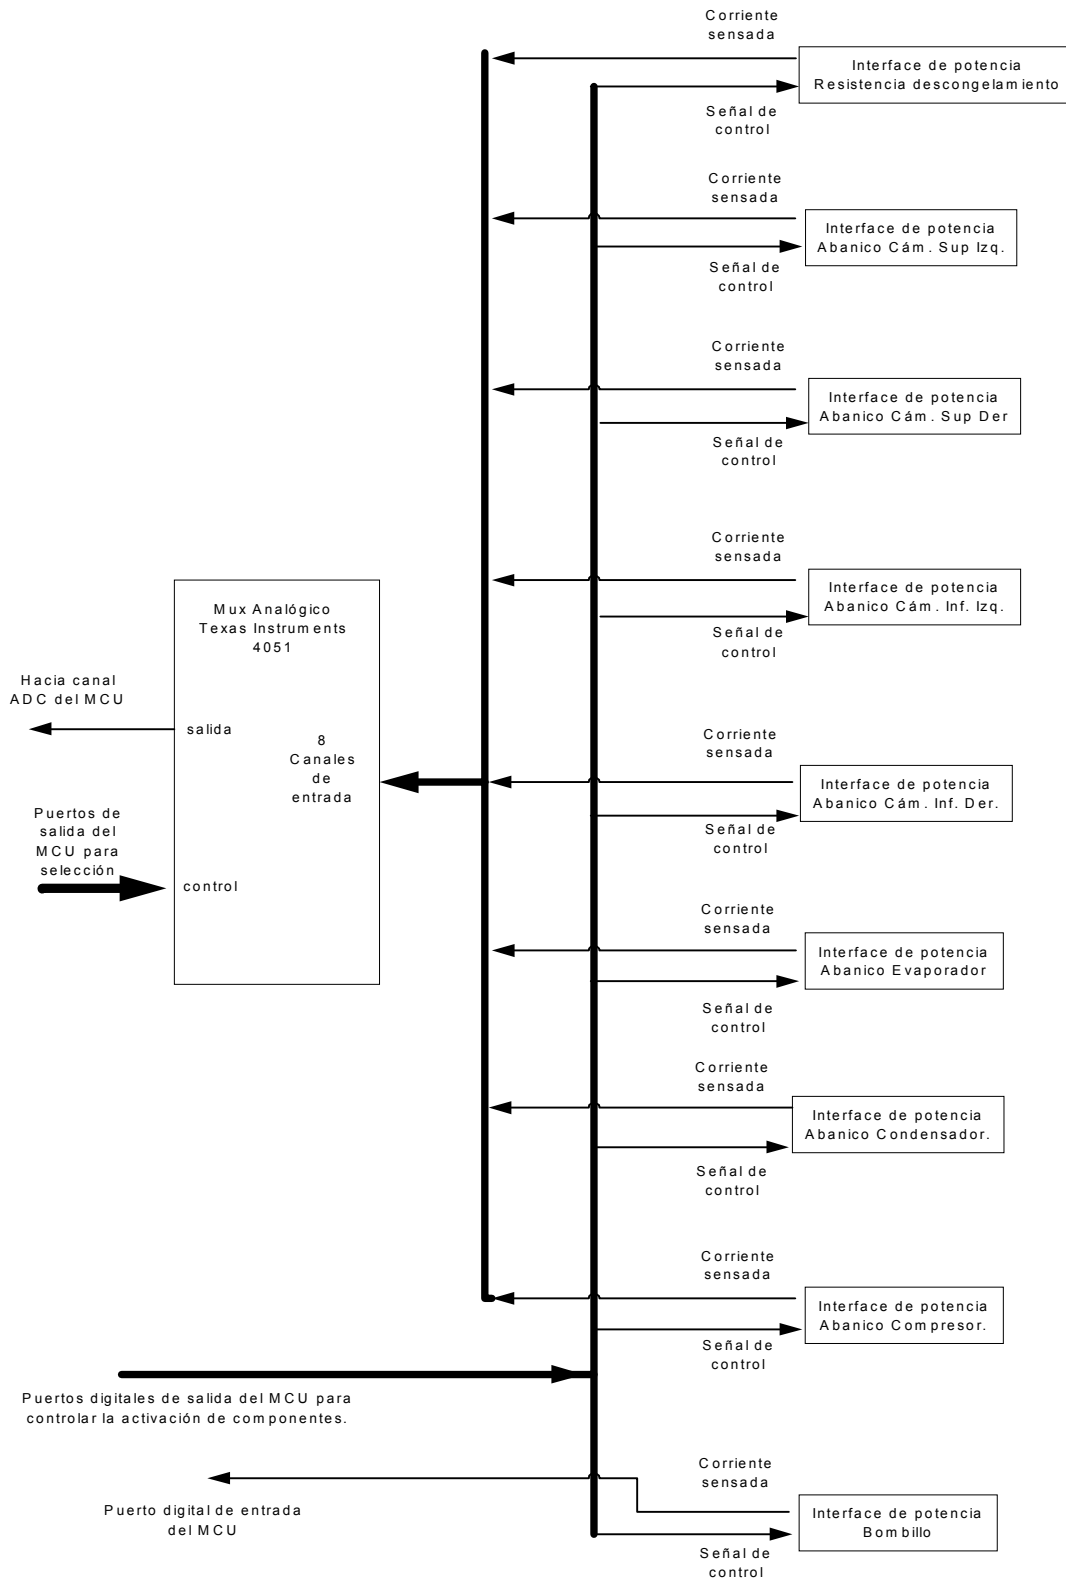 Corriente
sensada
Interface de potencia
Resistencia descongelamiento
Señal de
control
Corriente
sensada
Interface de potencia
Abanico Cám. Sup Izq.
Señal de
control
Corriente
sensada
Interface de potencia
Abanico Cám. Sup Der
Señal de
control
Corriente
sensada
Interface de potencia
Abanico Cám. Inf. Izq.
Señal de
control
Mux Analógico
Texas Instruments
4051
Hacia canal
ADC del MCU
salida
8
Canales
de
entrada
Puertos de
salida del
MCU para
selección
control
Corriente
sensada
Interface de potencia
Abanico Cám. Inf. Der.
Señal de
control
Corriente
sensada
Interface de potencia
Abanico Evaporador
Señal de
control
Corriente
sensada
Interface de potencia
Abanico Condensador.
Señal de
control
Corriente
sensada
Interface de potencia
Abanico Compresor.
Señal de
control
Puertos digitales de salida del MCU para
controlar la activación de componentes.
Corriente
sensada
Puerto digital de entrada
del MCU
Interface de potencia
Bombillo
Señal de
control